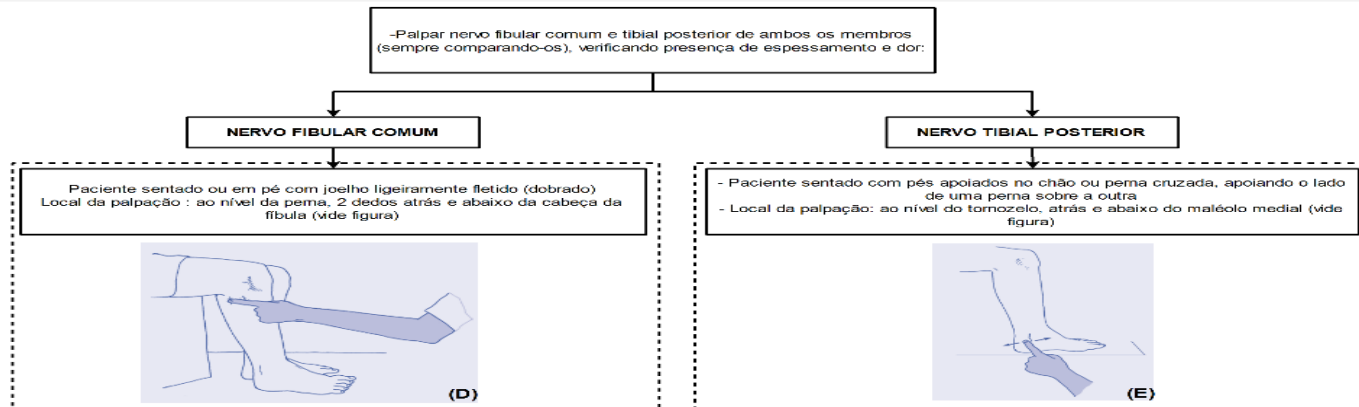 -Palpar nervo fibular comum e tibial posterior de ambos os membros
(sempre comparando-os), verificando presença de espessamento e dor:
NERVO FIBULAR COMUM
Paciente sentado ou em pé com joelho ligeiramente fletido (dobrado)
Local da palpação : ao nível da perna, 2 dedos atrás e abaixo da cabeça da
fíbula (vide figura)
(D)
NERVO TIBIAL POSTERIOR
- Paciente sentado com pés apoiados no chão ou perna cruzada, apoiando o lado
de uma perna sobre a outra
- Local da palpação: ao nível do tornozelo, atrás e abaixo do maléolo medial (vide
figura)
(E)